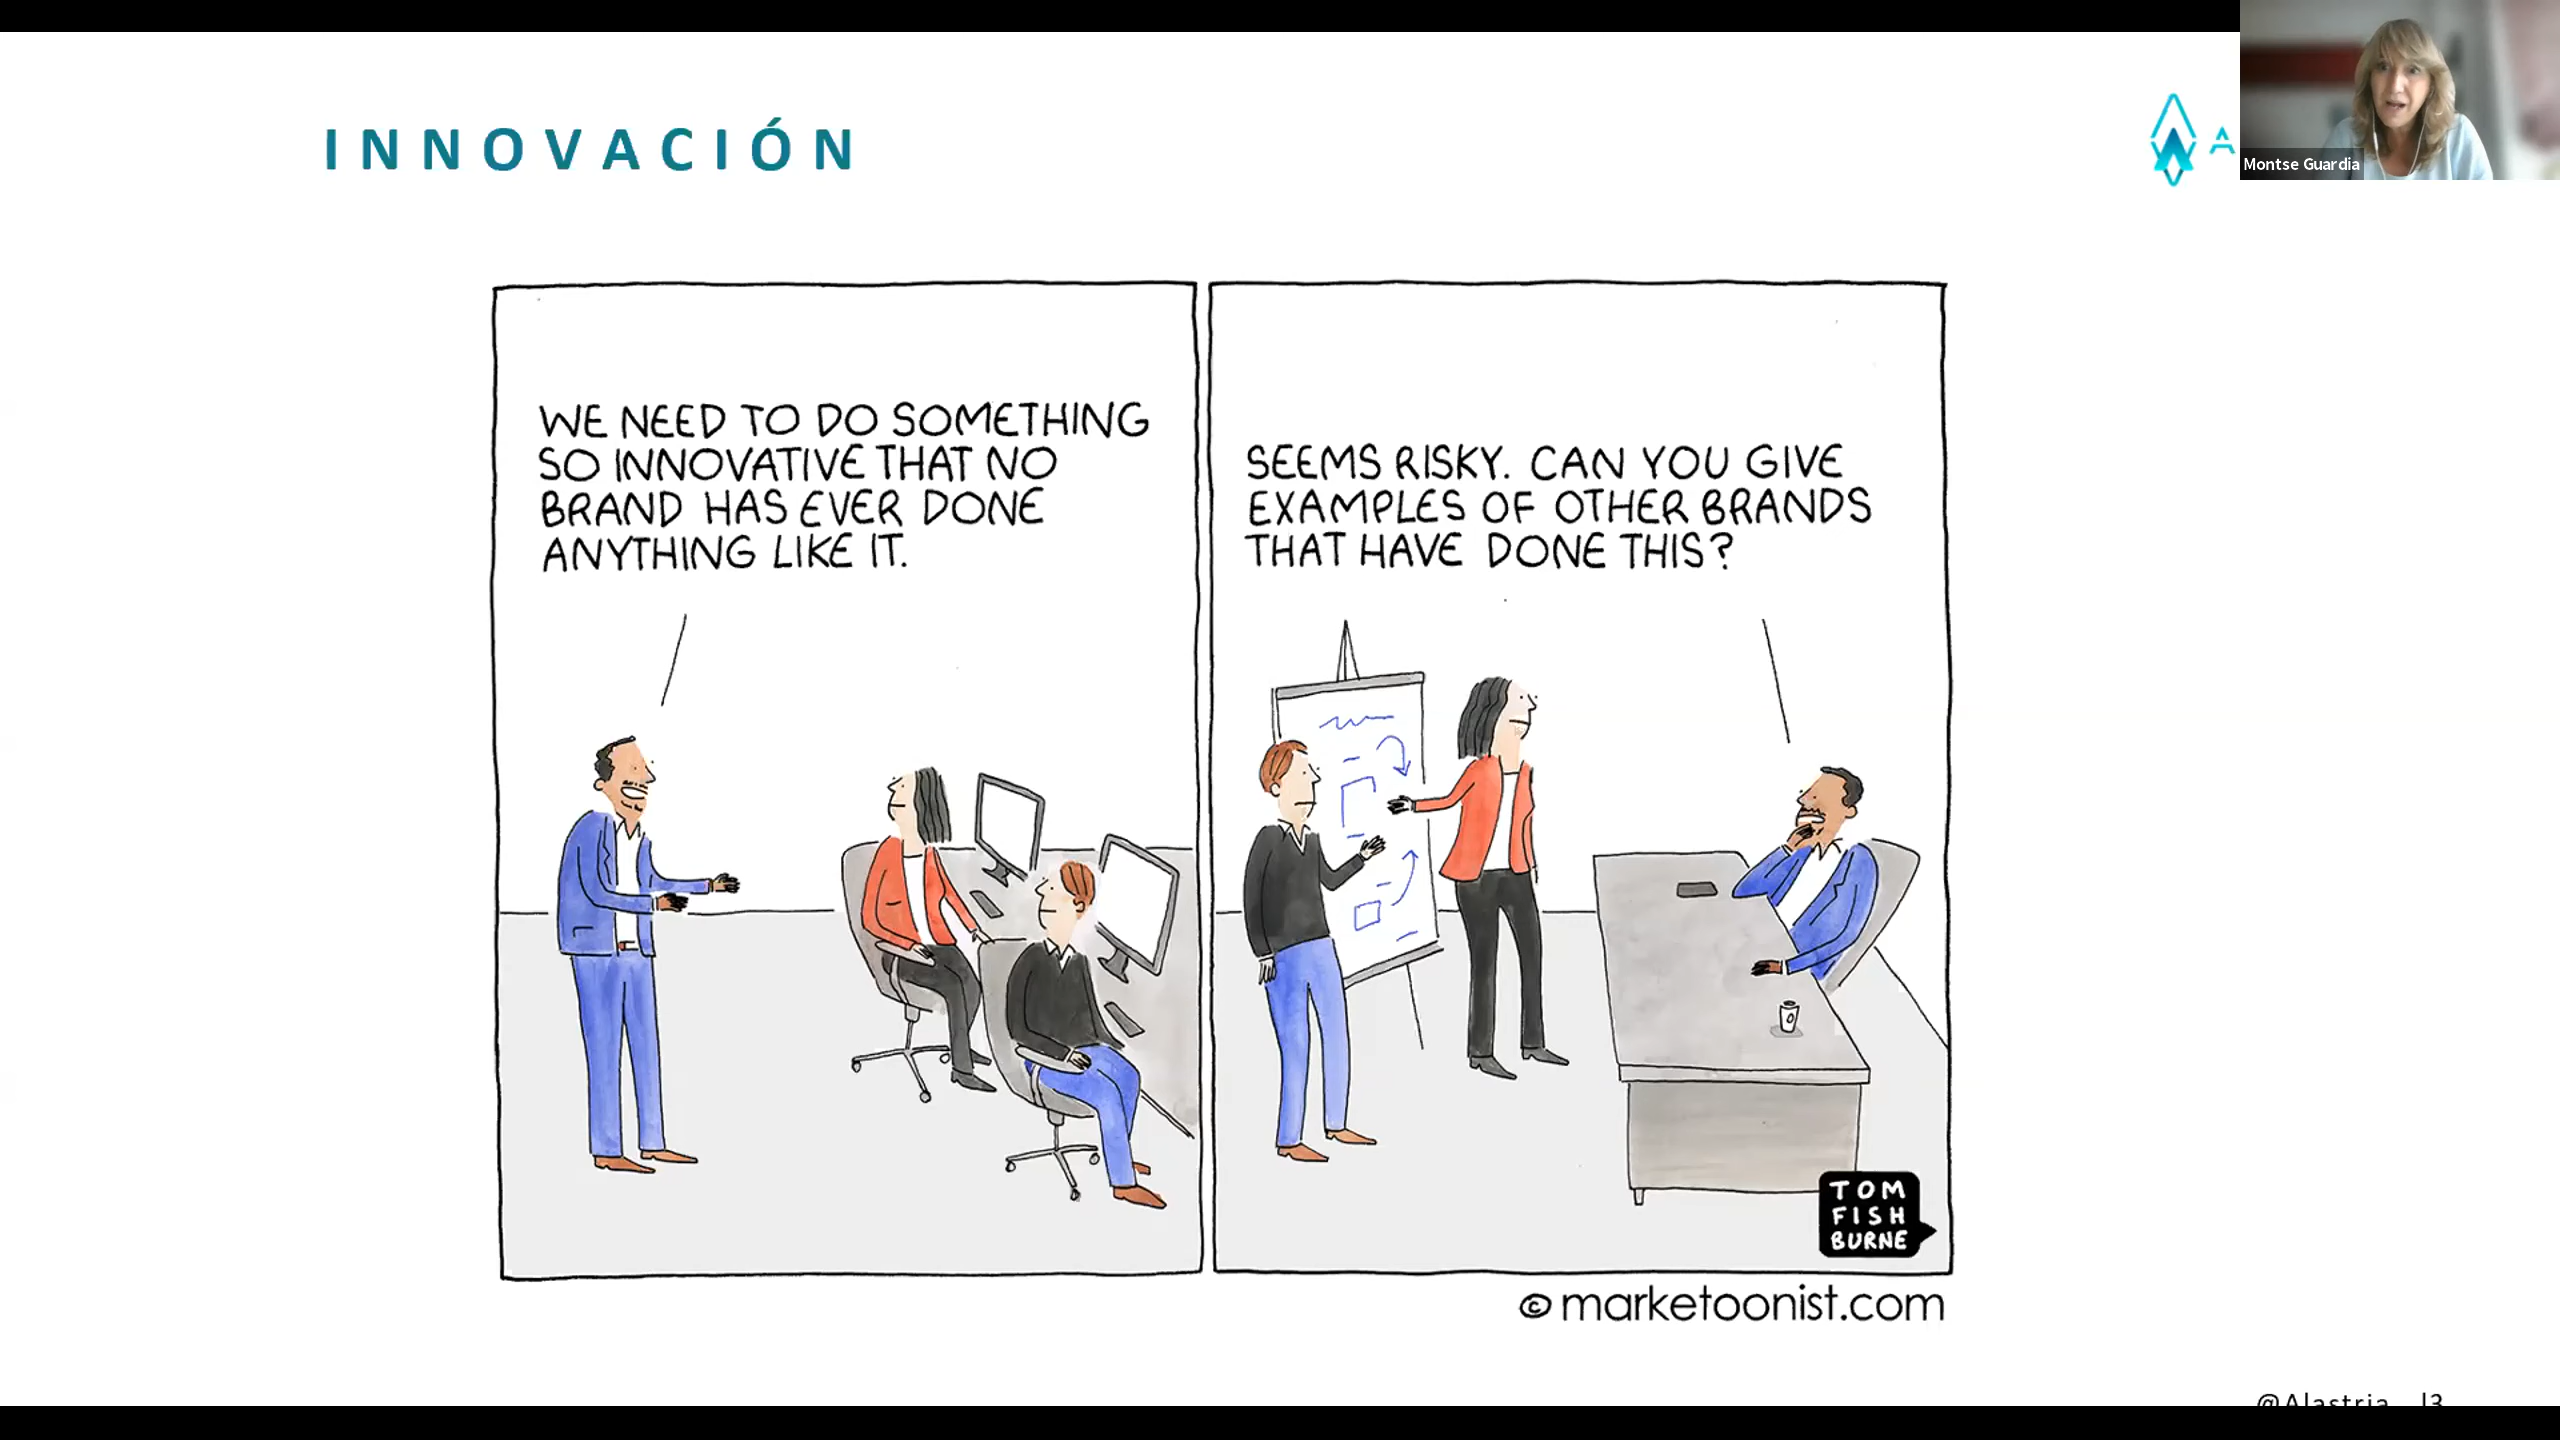 INNOVACIÓN
A
Montse Guardia
WE NEED TO DO SOMETHING
SO INNOVATIVE THAT NO
BRAND HAS EVER DONE
ANYTHING LIKE IT.
SEEMS RISKY. CAN YOU GIVE
EXAMPLES OF OTHER BRANDS
THAT HAVE DONE THIS?
TOM
FISH
BURNE
© marketoonist.com
@Alastria